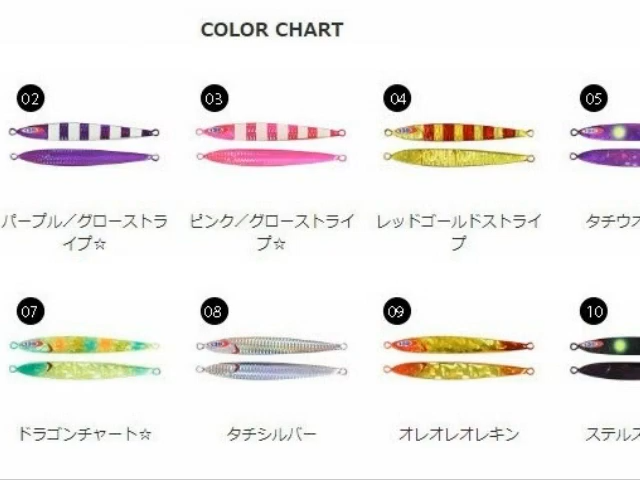 COLOR CHART
02
03
04
05
パープル／グローストラ
イプ☆
ピンク／グローストライ
プ☆
レッドゴールドストライ
プ
タチウオ
07
08
09
10
ドラゴンチャート☆
タチシルバー
オレオレオレキン
ステルス